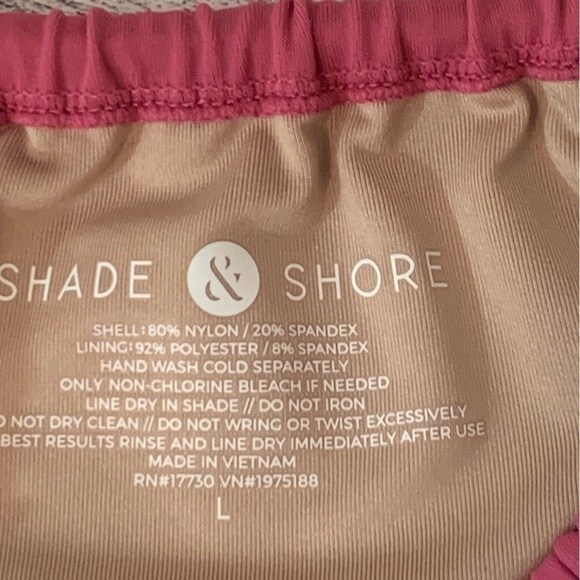 SHADE & SHORE
SHELL: 80% NYLON / 20% SPANDEX
LINING: 92% POLYESTER / 8% SPANDEX
HAND WASH COLD SEPARATELY
ONLY NON-CHLORINE BLEACH IF NEEDED
LINE DRY IN SHADE // DO NOT IRON
NOT DRY CLEAN // DO NOT WRING OR TWIST EXCESSIVELY
BEST RESULTS RINSE AND LINE DRY IMMEDIATELY AFTER USE
MADE IN VIETNAM
RN#17730 VN#1975188
L